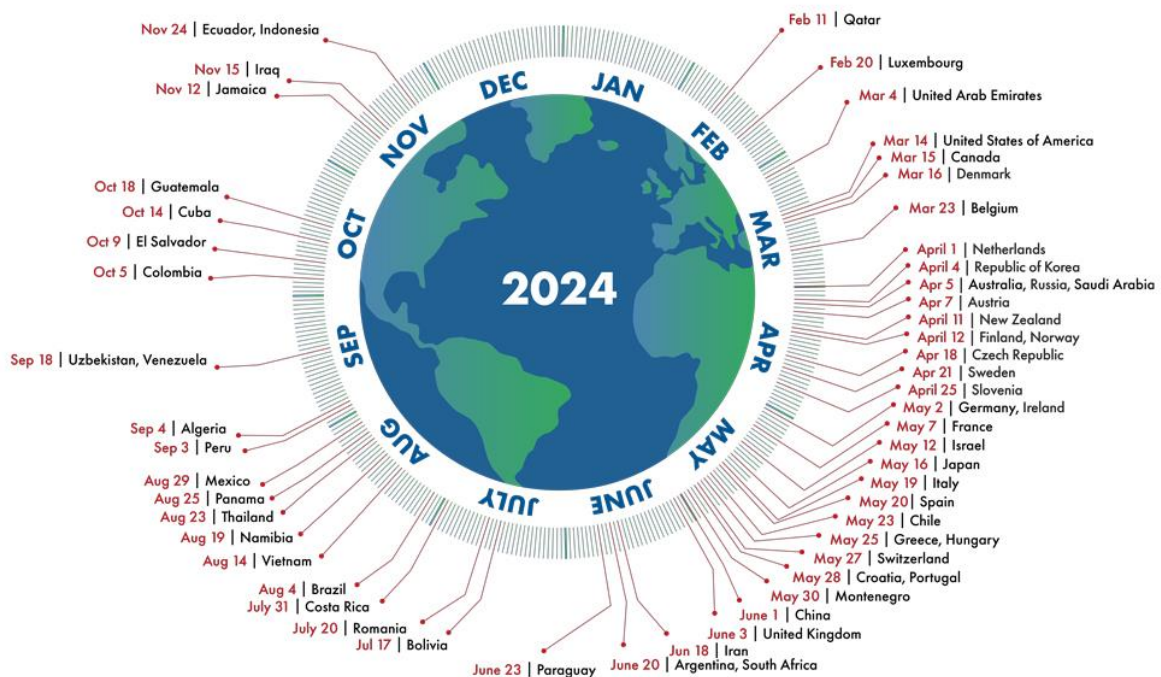 Feb 11 | Qatar
Feb 20 | Luxembourg
Mar 4 | United Arab Emirates
Mar 14 | United States of America
Mar 15 | Canada
Mar 16 | Denmark
Mar 23 | Belgium
April 1 | Netherlands
April 4 | Republic of Korea
Apr 5 | Australia, Russia, Saudi Arabia
Apr 7 | Austria
April 11 | New Zealand
April 12 | Finland, Norway
Apr 18 | Czech Republic
Apr 21 | Sweden
April 25 | Slovenia
May 2 | Germany, Ireland
May 7 | France
May 12 | Israel
May 16 | Japan
May 19 | Italy
May 20 | Spain
May 23 | Chile
May 25 | Greece, Hungary
May 27 | Switzerland
May 28 | Croatia, Portugal
May 30 | Montenegro
June 1 | China
June 3 | United Kingdom
Jun 18 | Iran
June 20 | Argentina, South Africa
June 23 | Paraguay
Jul 17 | Bolivia
July 20 | Romania
July 31 | Costa Rica
Aug 4 | Brazil
Aug 14 | Vietnam
Aug 19 | Namibia
Aug 23 | Thailand
Aug 25 | Panama
Aug 29 | Mexico
Sep 3 | Peru
Sep 4 | Algeria
Sep 18 | Uzbekistan, Venezuela
Oct 5 | Colombia
Oct 9 | El Salvador
Oct 14 | Cuba
Oct 18 | Guatemala
Nov 12 | Jamaica
Nov 15 | Iraq
Nov 24 | Ecuador, Indonesia
JAN
FEB
MAR
APR
MAY
JUNE
JULY
AUG
SEP
OCT
NOV
DEC
2024